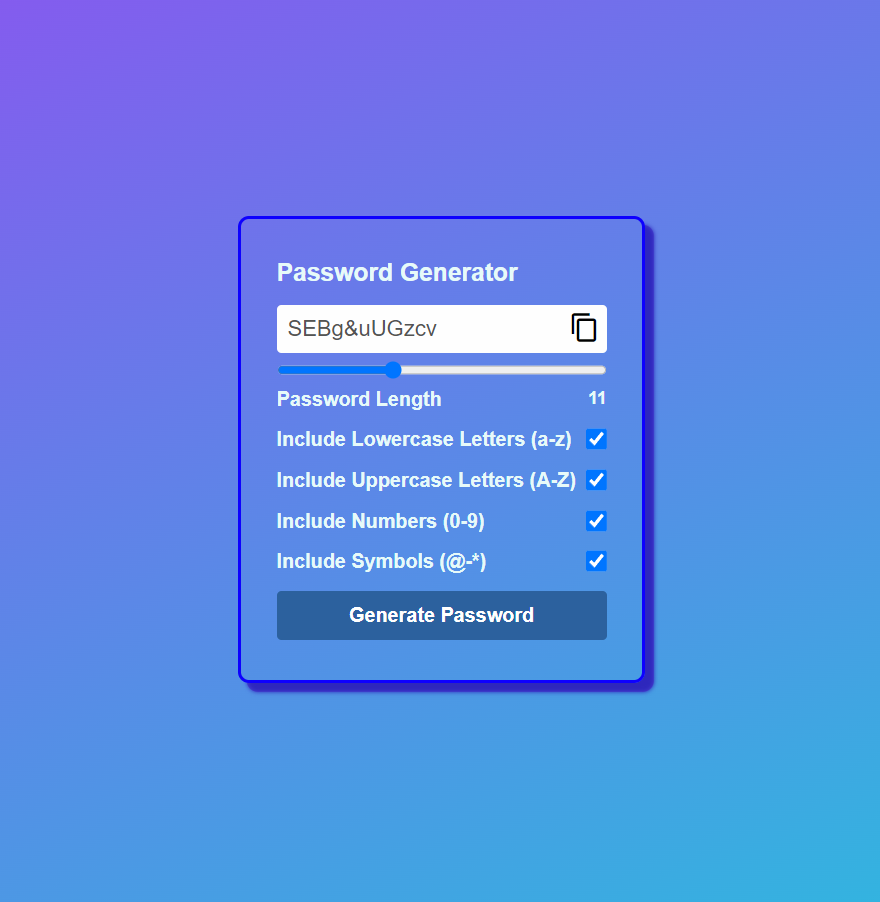 Password Generator
SEBg&uUGzcv
Password Length 11
Include Lowercase Letters (a-z)
Include Uppercase Letters (A-Z)
Include Numbers (0-9)
Include Symbols (@-*)
Generate Password